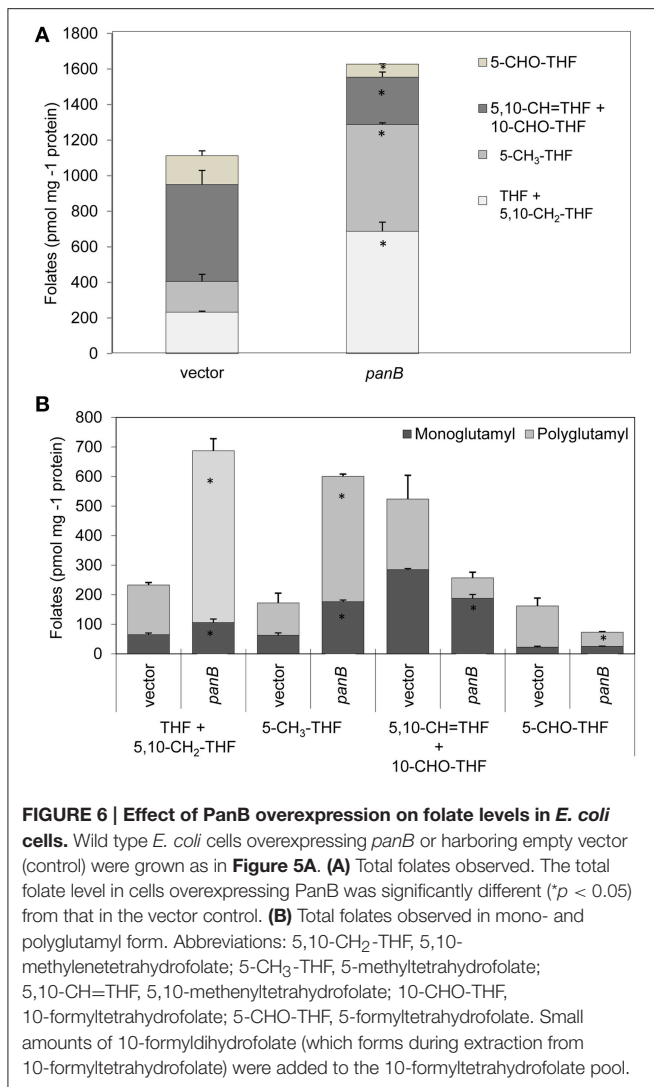 A
1800
1600
1400
1200
1000
800
600
400
200
0
Folates (pmol mg -1 protein)
*
*
*
*
vector
panB
5-CHO-THF
5,10-CH=THF +
10-CHO-THF
5-CH₃-THF
THF +
5,10-CH₂-THF
B
800
700
600
500
400
300
200
100
0
Folates (pmol mg -1 protein)
Monoglutamyl Polyglutamyl
*
*
*
*
*
*
vector panB vector panB vector panB vector panB
THF +
5,10-CH₂-THF
5-CH₃-THF
5,10-CH=THF
+
10-CHO-THF
5-CHO-THF
FIGURE 6 | Effect of PanB overexpression on folate levels in E. coli
cells. Wild type E. coli cells overexpressing panB or harboring empty vector
(control) were grown as in Figure 5A. (A) Total folates observed. The total
folate level in cells overexpressing PanB was significantly different (*p < 0.05)
from that in the vector control. (B) Total folates observed in mono- and
polyglutamyl form. Abbreviations: 5,10-CH₂-THF, 5,10-
methylenetetrahydrofolate; 5-CH₃-THF, 5-methyltetrahydrofolate;
5,10-CH=THF, 5,10-methenyltetrahydrofolate; 10-CHO-THF,
10-formyltetrahydrofolate; 5-CHO-THF, 5-formyltetrahydrofolate. Small
amounts of 10-formyldihydrofolate (which forms during extraction from
10-formyltetrahydrofolate) were added to the 10-formyltetrahydrofolate pool.